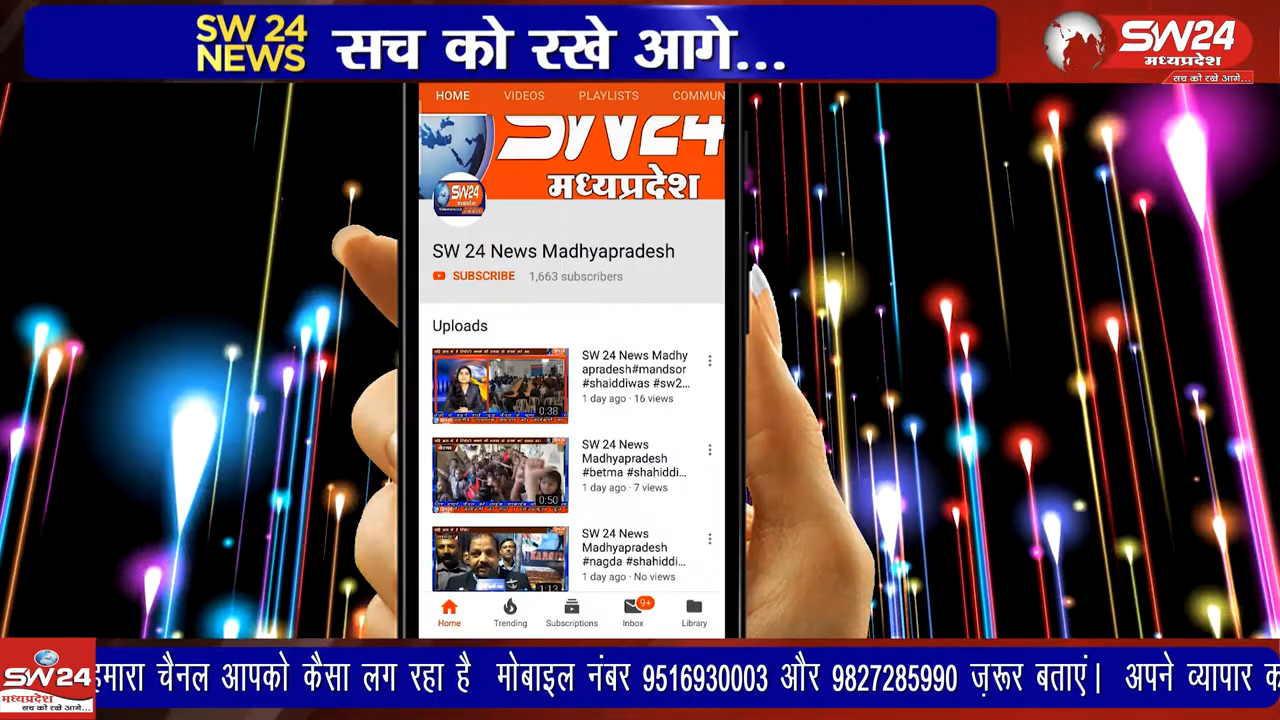 SW 24
NEWS
सच को रखे आगे...
SW24
मध्यप्रदेश
सच को रखे आगे...
HOME VIDEOS PLAYLISTS COMMUN
SW24
मध्यप्रदेश
SW24
SW 24 News Madhyapradesh
SUBSCRIBE 1,663 subscribers
Uploads
SW 24 News Madhy
apradesh#mandsor
#shaiddiwas #sw2...
1 day ago · 16 views
0:38
SW 24 News
Madhyapradesh
#betma #shahiddi...
1 day ago · 7 views
0:50
SW 24 News
Madhyapradesh
#nagda #shahiddi...
1 day ago · No views
1:13
9+
Home Trending Subscriptions Inbox Library
SW24
मध्यप्रदेश
सच को रखे आगे...
हमारा चैनल आपको कैसा लग रहा है मोबाइल नंबर 9516930003 और 9827285990 ज़रूर बताएं। अपने व्यापार